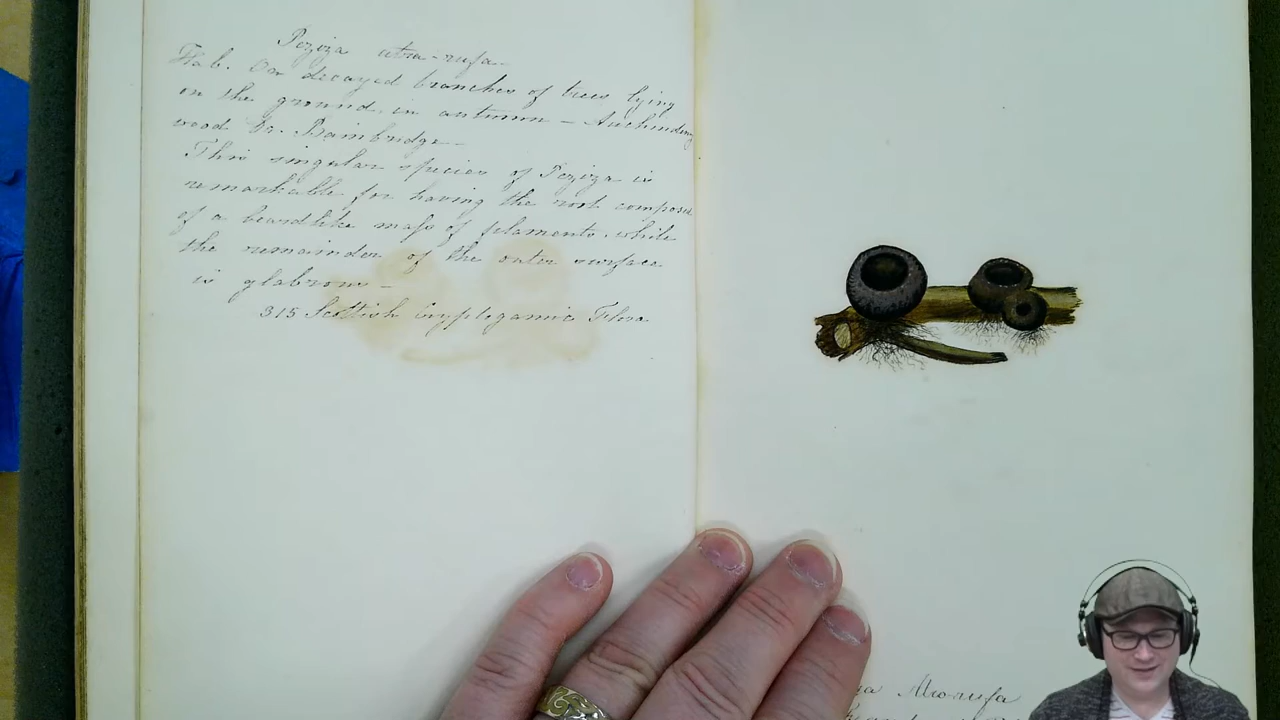 Peziza atra-rufa
Hab. On decayed branches of trees lying
on the ground in autumn – Auchindiny
wood Dr. Bainbridge –
This singular species of Peziza is
remarkable for having the root composed
of a beardlike mass of filaments, while
the remainder of the outer surface
is glabrous –
315 Scottish Cryptogamic Flora